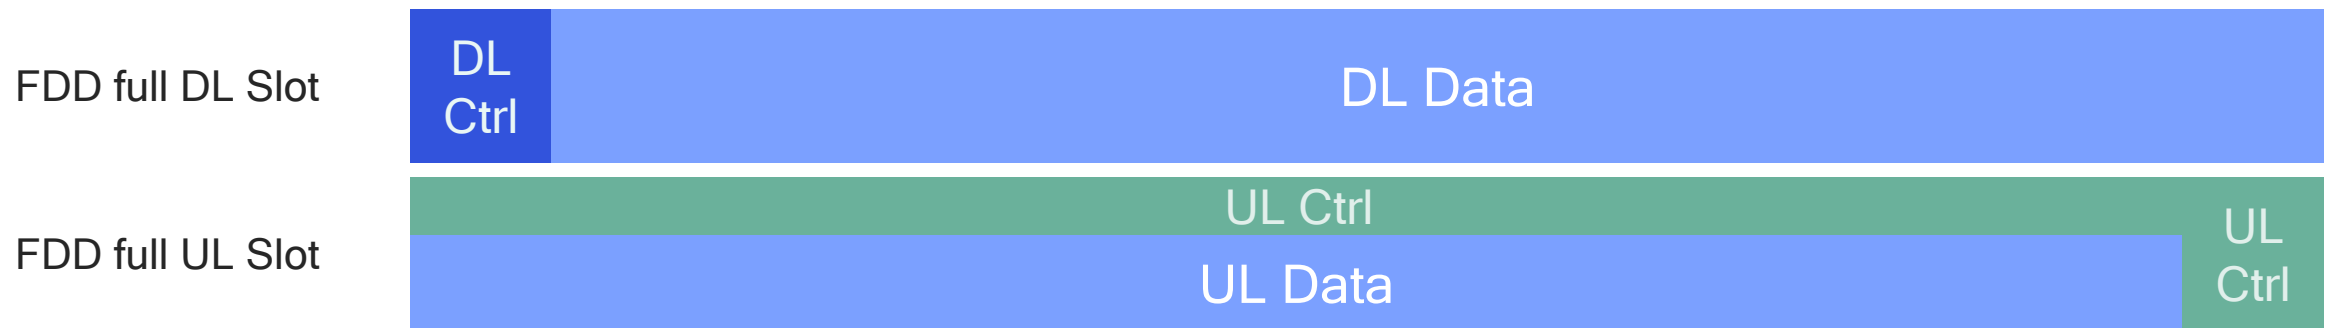 FDD full DL Slot
DL
Ctrl
DL Data
FDD full UL Slot
UL Ctrl
UL Data
UL
Ctrl